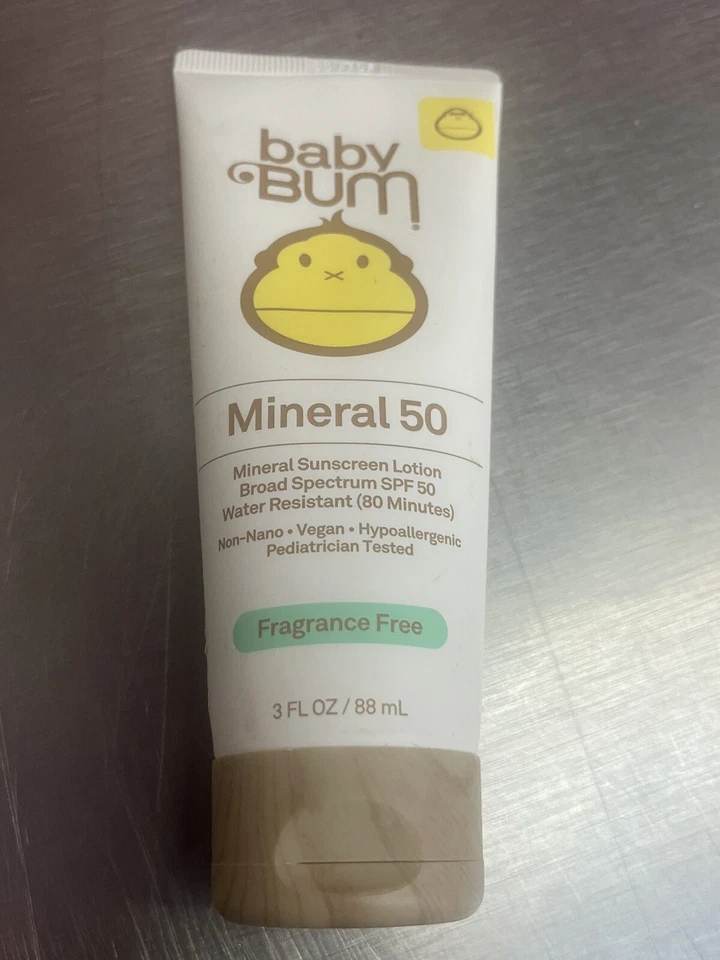 baby
BUM
Mineral 50
Mineral Sunscreen Lotion
Broad Spectrum SPF 50
Water Resistant (80 Minutes)
Non-Nano • Vegan • Hypoallergenic
Pediatrician Tested
Fragrance Free
3 FL OZ / 88 mL